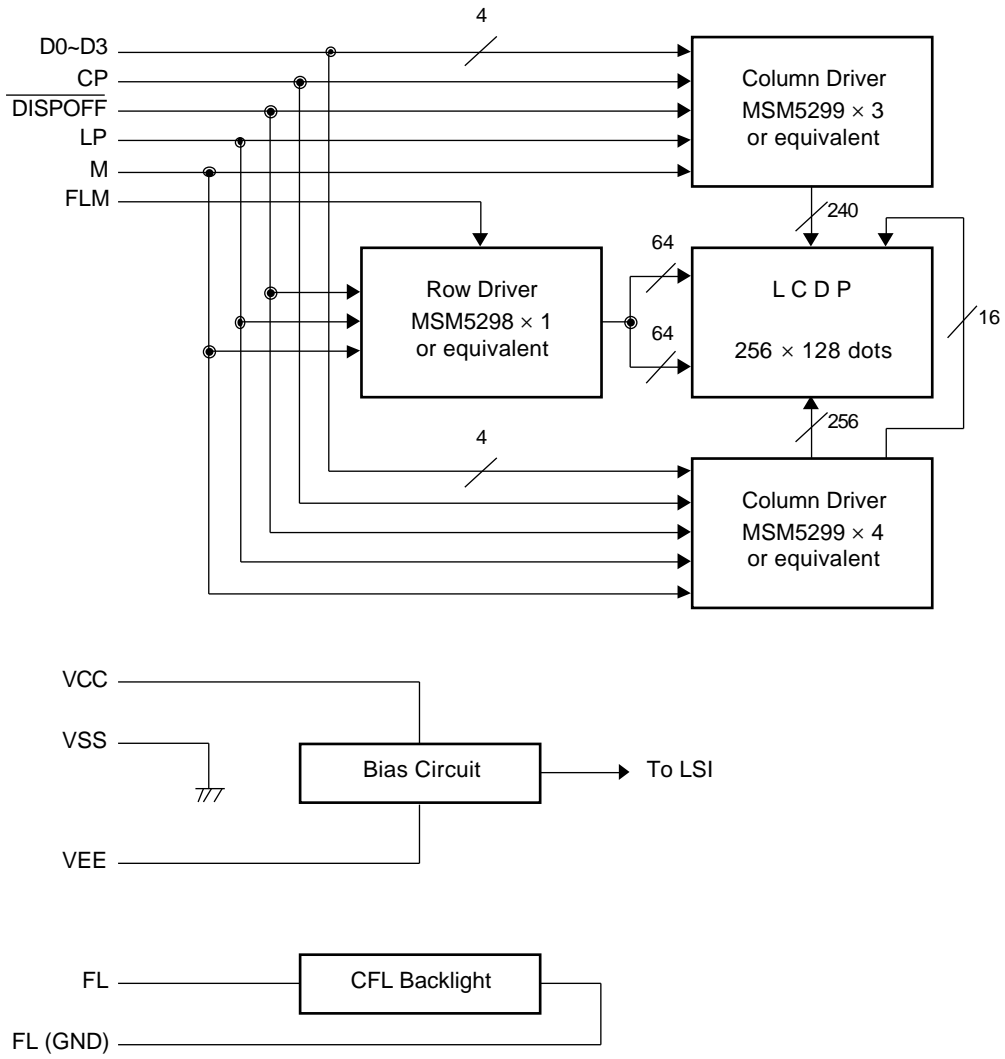 4
D0~D3
CP
DISPOFF
LP
M
FLM
Column Driver
MSM5299 × 3
or equivalent
240
64
64
Row Driver
MSM5298 × 1
or equivalent
L C D P
256 × 128 dots
16
256
4
Column Driver
MSM5299 × 4
or equivalent
VCC
VSS
Bias Circuit
To LSI
VEE
FL
CFL Backlight
FL (GND)